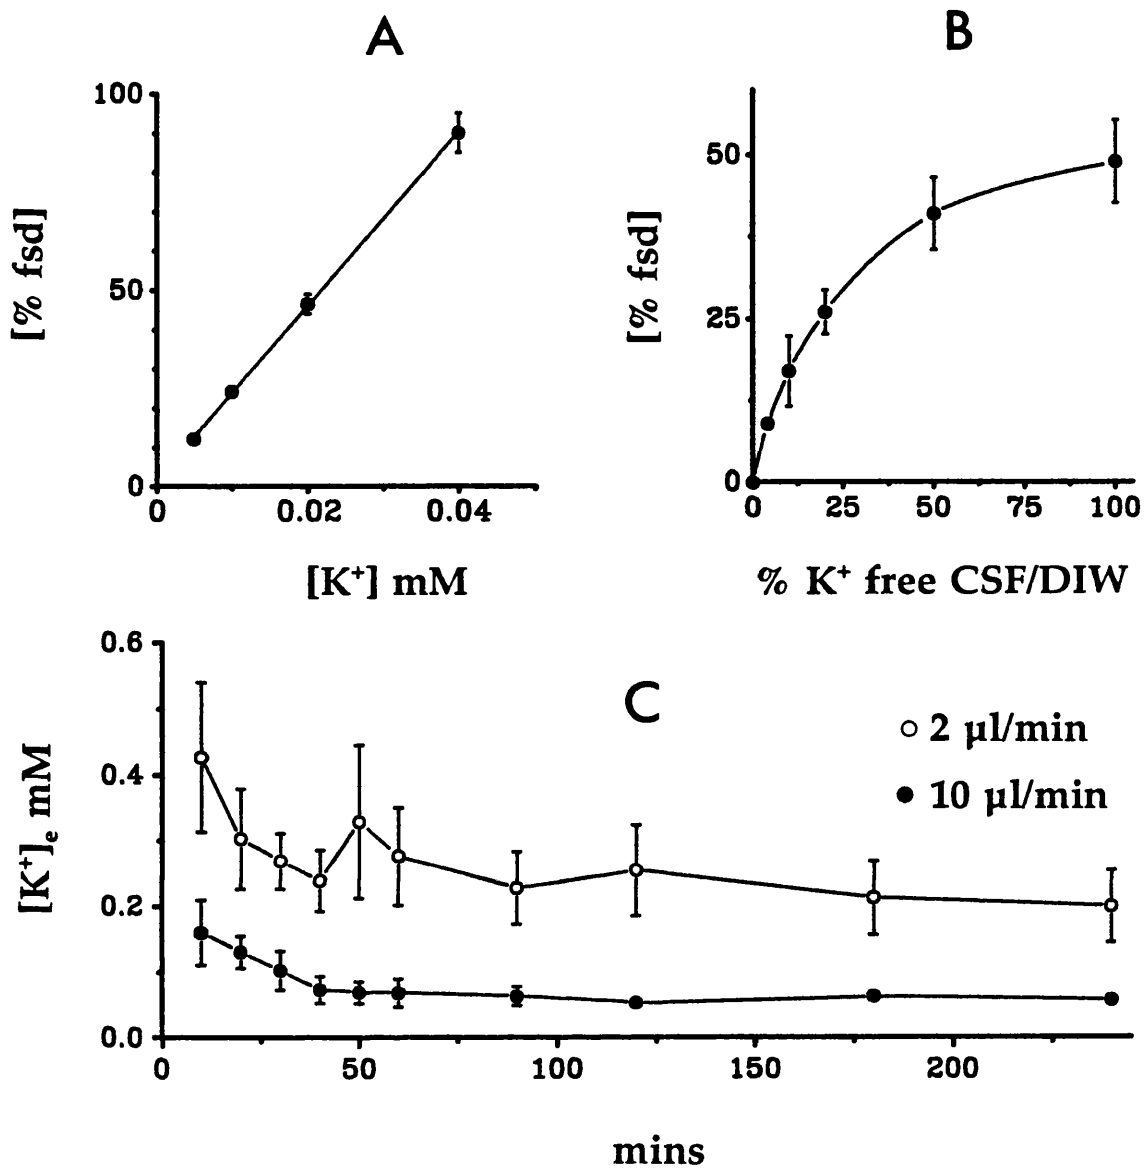 A
B
100
50
0
[% fsd]
0 0.02 0.04
[K⁺] mM
50
25
0
[% fsd]
0 25 50 75 100
% K⁺ free CSF/DIW
C
0.6
0.4
0.2
0.0
[K⁺]ₑ mM
2 µl/min
10 µl/min
0 50 100 150 200
mins